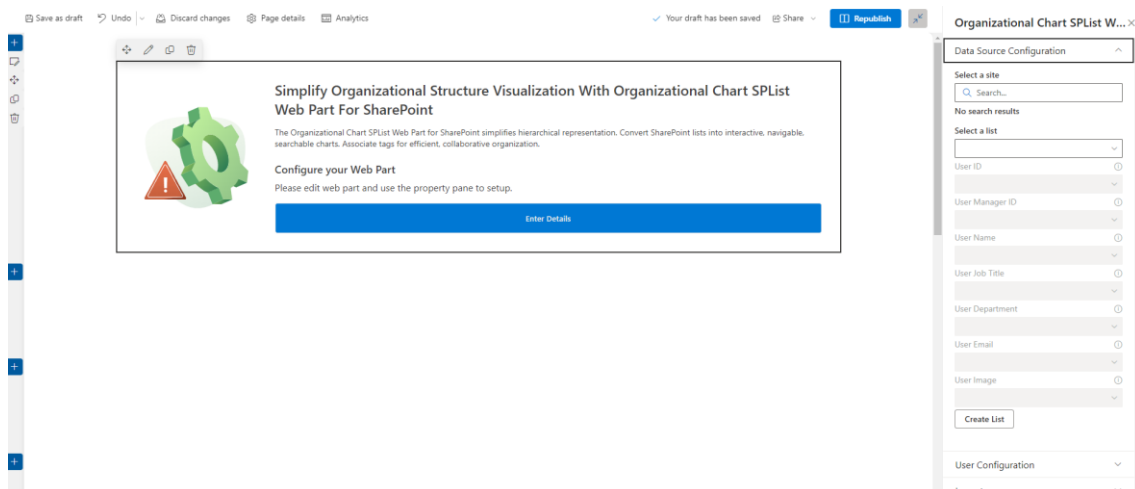 Save as draft Undo Discard changes Page details Analytics Your draft has been saved Share Republish
Simplify Organizational Structure Visualization With Organizational Chart SPList
Web Part For SharePoint
The Organizational Chart SPList Web Part for SharePoint simplifies hierarchical representation. Convert SharePoint lists into interactive, navigable,
searchable charts. Associate tags for efficient, collaborative organization.
Configure your Web Part
Please edit web part and use the property pane to setup.
Enter Details
Organizational Chart SPList W...
Data Source Configuration
Select a site
Search...
No search results
Select a list
User ID
User Manager ID
User Name
User Job Title
User Department
User Email
User Image
Create List
User Configuration